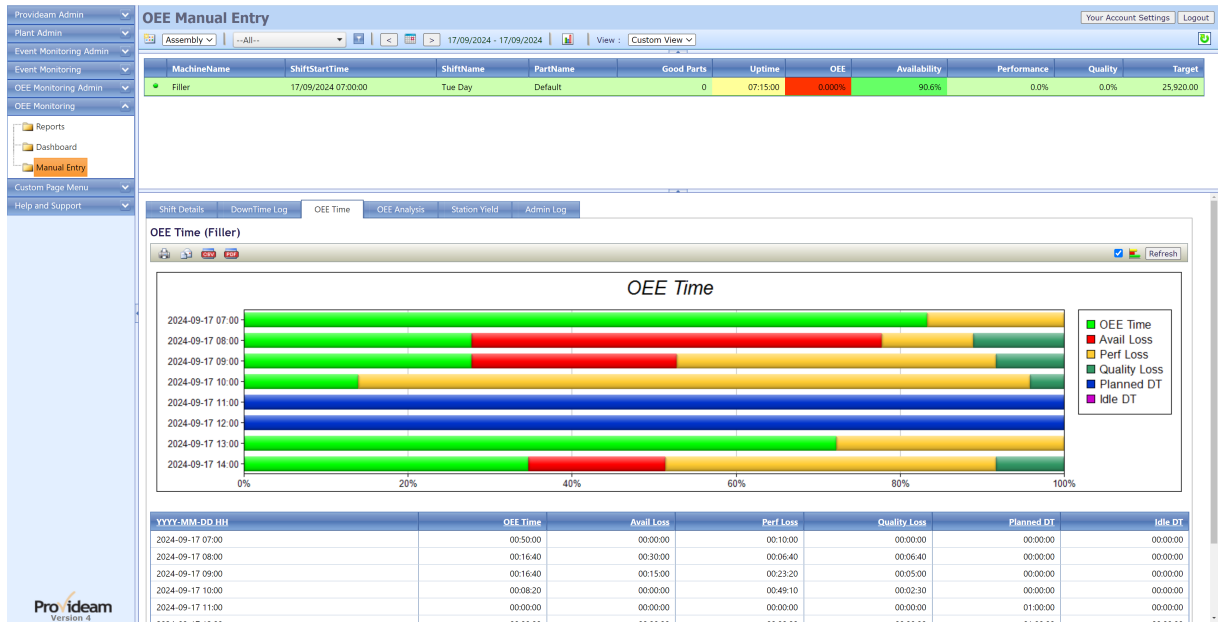 Provideam Admin
Plant Admin
Event Monitoring Admin
Event Monitoring
OEE Monitoring Admin
OEE Monitoring
Reports
Dashboard
Manual Entry
Custom Page Menu
Help and Support
Provideam
Version 4
OEE Manual Entry
Your Account Settings Logout
Assembly --All-- < > 17/09/2024 - 17/09/2024 View : Custom View
MachineName ShiftStartTime ShiftName PartName Good Parts Uptime OEE Availability Performance Quality Target
Filler 17/09/2024 07:00:00 Tue Day Default 0 07:15:00 0.000% 90.6% 0.0% 0.0% 25,920.00
Shift Details DownTime Log OEE Time OEE Analysis Station Yield Admin Log
OEE Time (Filler)
CSV PDF Refresh
OEE Time
2024-09-17 07:00
2024-09-17 08:00
2024-09-17 09:00
2024-09-17 10:00
2024-09-17 11:00
2024-09-17 12:00
2024-09-17 13:00
2024-09-17 14:00
0% 20% 40% 60% 80% 100%
OEE Time
Avail Loss
Perf Loss
Quality Loss
Planned DT
Idle DT
YYYY-MM-DD HH OEE Time Avail Loss Perf Loss Quality Loss Planned DT Idle DT
2024-09-17 07:00 00:50:00 00:00:00 00:10:00 00:00:00 00:00:00 00:00:00
2024-09-17 08:00 00:16:40 00:30:00 00:06:40 00:06:40 00:00:00 00:00:00
2024-09-17 09:00 00:16:40 00:15:00 00:23:20 00:05:00 00:00:00 00:00:00
2024-09-17 10:00 00:08:20 00:00:00 00:49:10 00:02:30 00:00:00 00:00:00
2024-09-17 11:00 00:00:00 00:00:00 00:00:00 00:00:00 01:00:00 00:00:00